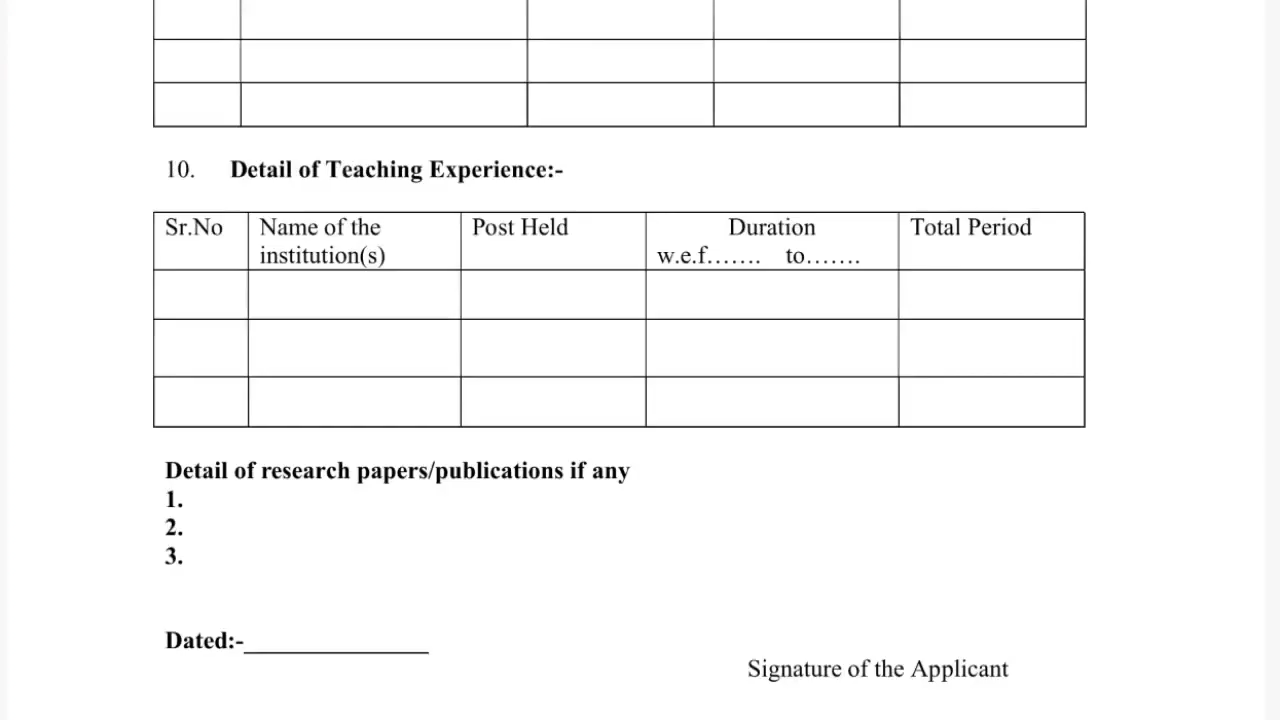 10. Detail of Teaching Experience:-
Sr.No Name of the institution(s) Post Held Duration w.e.f....... to....... Total Period
Detail of research papers/publications if any
1.
2.
3.
Dated:-_______________
Signature of the Applicant